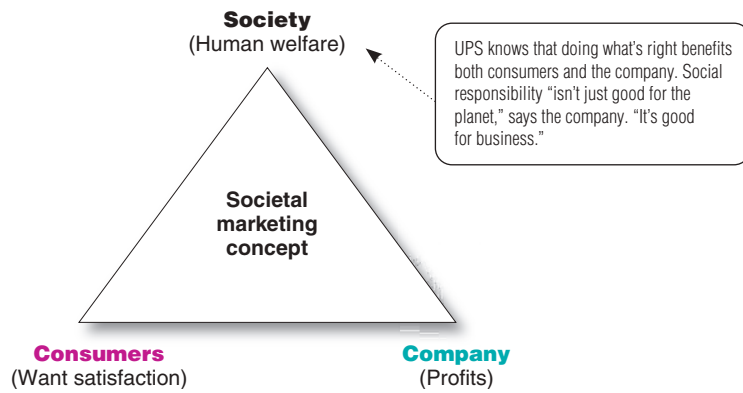 Society
(Human welfare)
UPS knows that doing what’s right benefits
both consumers and the company. Social
responsibility “isn’t just good for the
planet,” says the company. “It’s good
for business.”
Societal
marketing
concept
Consumers
(Want satisfaction)
Company
(Profits)